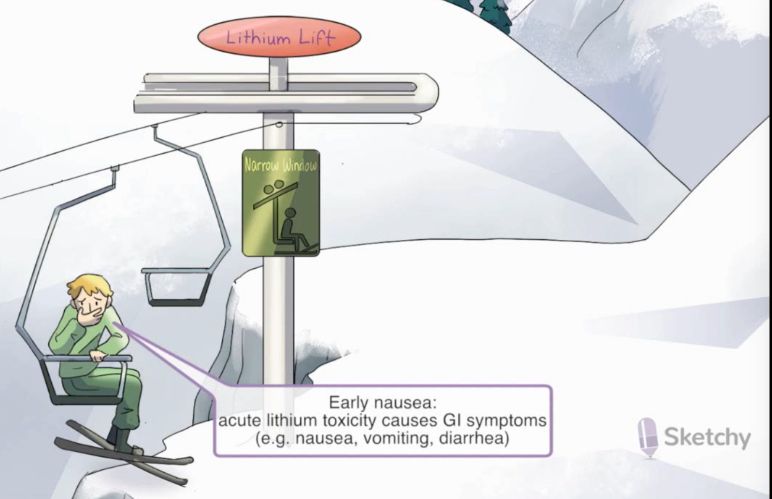 Lithium Lift
Narrow Window
Early nausea:
acute lithium toxicity causes GI symptoms
(e.g. nausea, vomiting, diarrhea)
Sketchy